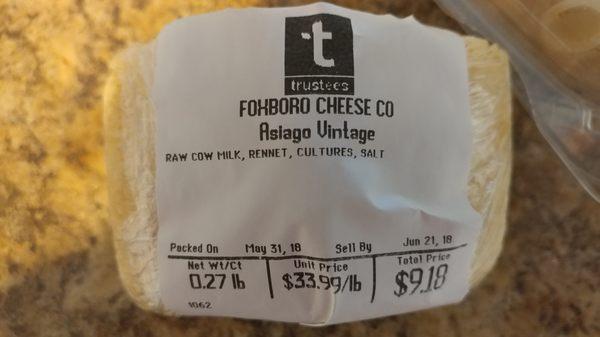 t
trustees
FOXBORO CHEESE CO
Asiago Vintage
RAW COW MILK, RENNET, CULTURES, SALT
Packed On May 31, 18 Sell By Jun 21, 18
Net Wt/Ct Unit Price Total Price
0.27 lb $33.99/lb $9.18
1062